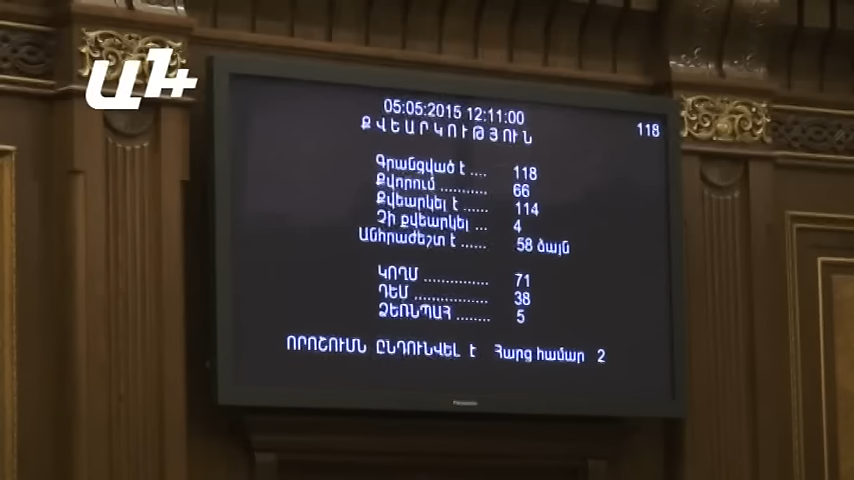 Ա1+
05:05:2015 12:11:00
118
ՔՎԵԱՐԿՈՒԹՅՈՒՆ
Գրանցված է .... 118
Քվորում ........... 66
Քվեարկել է ...... 114
Չի քվեարկել ... 4
Անհրաժեշտ է ...... 58 ձայն
ԿՈՂՄ ............... 71
ԴԵՄ ................. 38
ՁԵՌՆՊԱՀ ........ 5
ՈՐՈՇՈՒՄՆ ԸՆԴՈՒՆՎԵԼ է Հարց համար 2
Panasonic